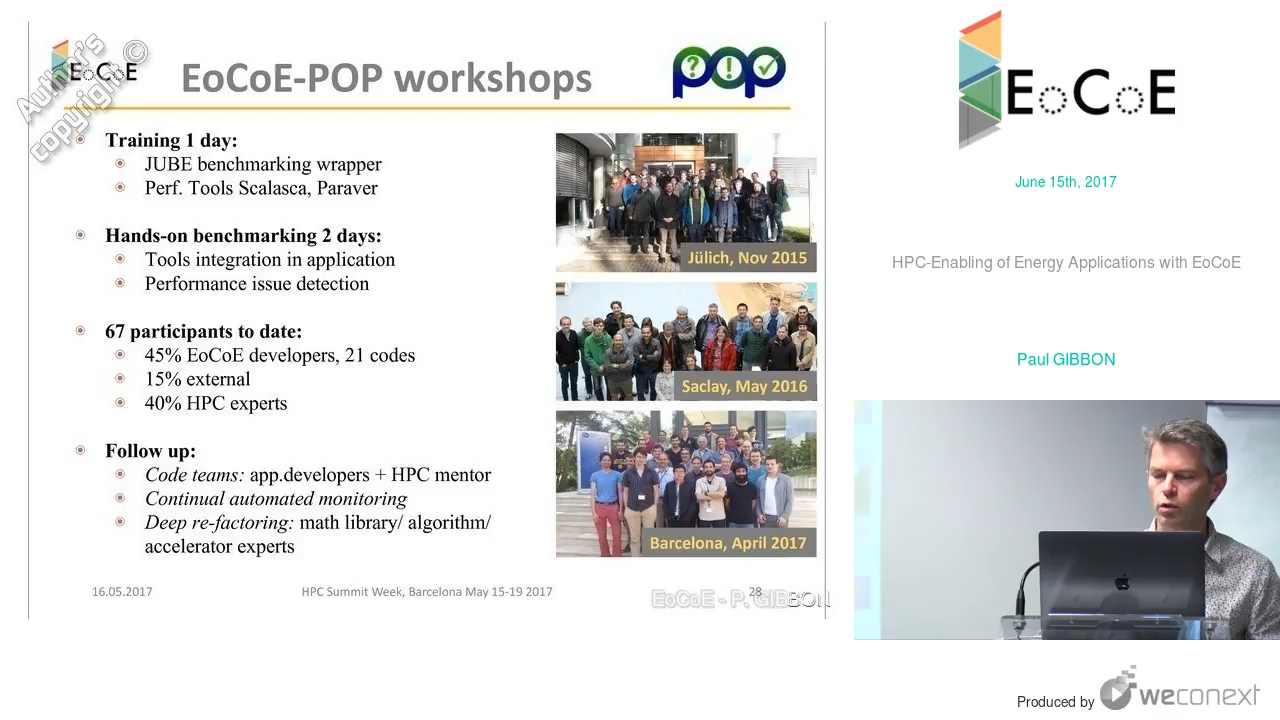 Author's ©
copyright
EoCoE
EoCoE-POP workshops
pop
Training 1 day:
JUBE benchmarking wrapper
Perf. Tools Scalasca, Paraver
Hands-on benchmarking 2 days:
Tools integration in application
Performance issue detection
67 participants to date:
45% EoCoE developers, 21 codes
15% external
40% HPC experts
Follow up:
Code teams: app.developers + HPC mentor
Continual automated monitoring
Deep re-factoring: math library/ algorithm/
accelerator experts
Jülich, Nov 2015
Saclay, May 2016
Barcelona, April 2017
16.05.2017
HPC Summit Week, Barcelona May 15-19 2017
28
EoCoE - P. GIBBON
EoCoE
June 15th, 2017
HPC-Enabling of Energy Applications with EoCoE
Paul GIBBON
Produced by weconext